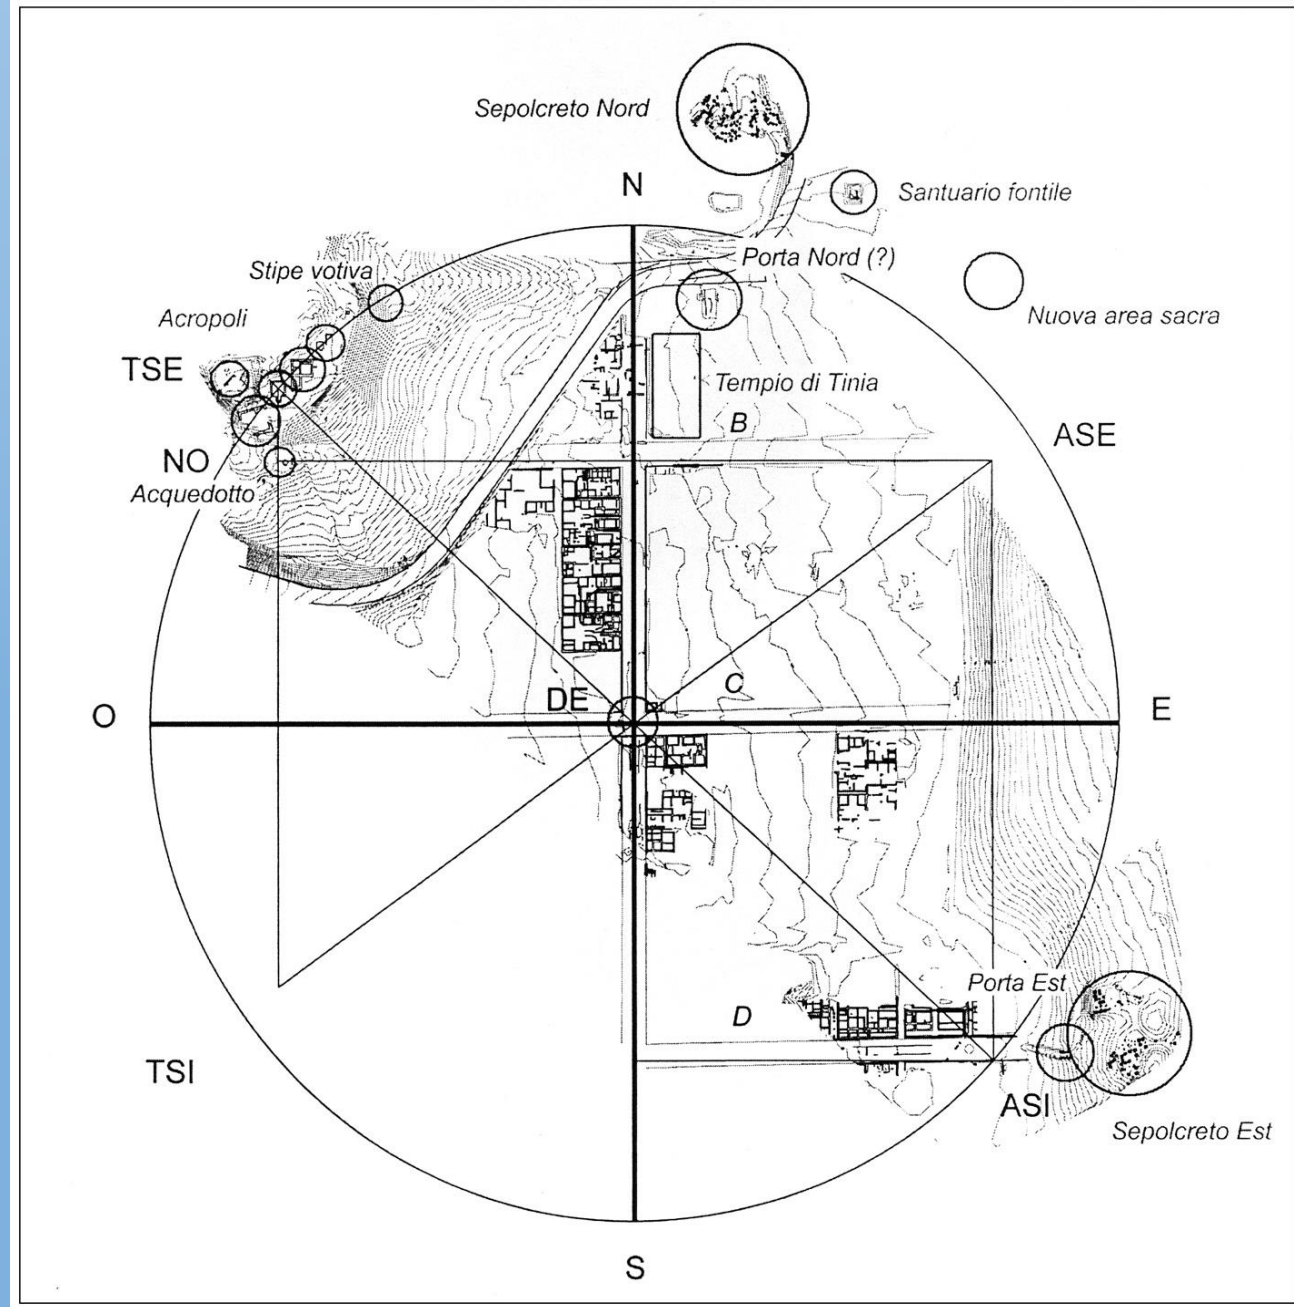 Sepolcreto Nord
N
Santuario fontile
Porta Nord (?)
Stipe votiva
Nuova area sacra
Acropoli
TSE
Tempio di Tinia
B
ASE
NO
Acquedotto
C
DE
O
E
Porta Est
D
TSI
ASI
Sepolcreto Est
S